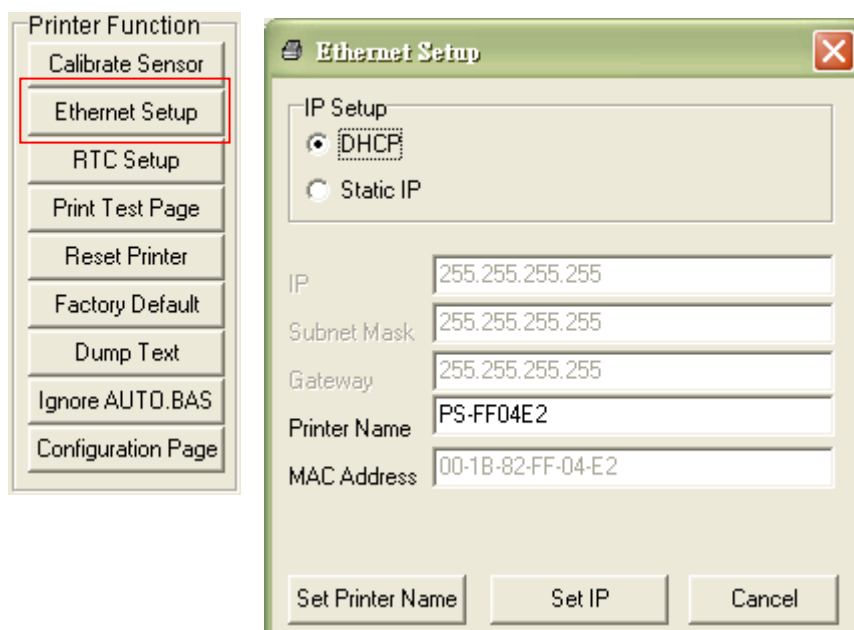 Printer Function
Calibrate Sensor
Ethernet Setup
RTC Setup
Print Test Page
Reset Printer
Factory Default
Dump Text
Ignore AUTO.BAS
Configuration Page
Ethernet Setup
IP Setup
DHCP
Static IP
IP 255.255.255.255
Subnet Mask 255.255.255.255
Gateway 255.255.255.255
Printer Name PS-FF04E2
MAC Address 00-1B-82-FF-04-E2
Set Printer Name Set IP Cancel